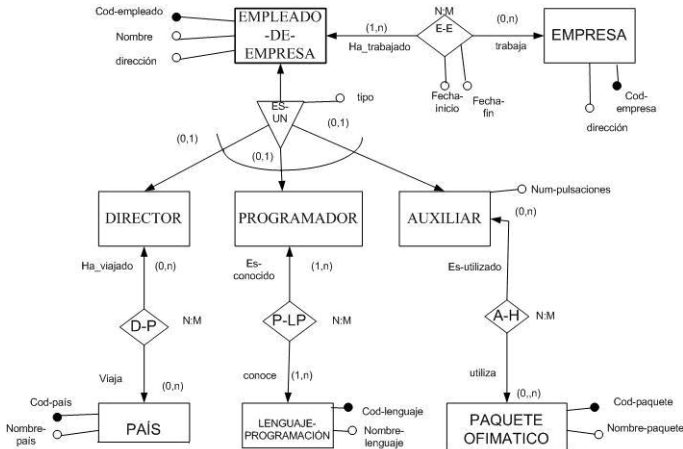 Cod-empleado
Nombre
dirección
EMPLEADO
-DE-
EMPRESA
(1,n)
Ha_trabajado
N:M
E-E
(0,n)
trabaja
EMPRESA
Fecha-
inicio
Fecha-
fin
Cod-
empresa
dirección
ES-
UN
tipo
(0,1)
(0,1)
(0,1)
DIRECTOR
PROGRAMADOR
AUXILIAR
Num-pulsaciones
Ha_viajado
(0,n)
Es-
conocido
(1,n)
(0,n)
Es-utilizado
D-P
N:M
P-LP
N:M
A-H
N:M
Viaja
(0,n)
conoce
(1,n)
utiliza
(0,,n)
Cod-país
Nombre-
país
PAÍS
LENGUAJE-
PROGRAMACIÓN
Cod-lenguaje
Nombre-
lenguaje
PAQUETE
OFIMATICO
Cod-paquete
Nombre-paquete